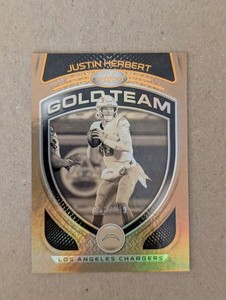 JUSTIN HERBERT
GOLD TEAM
LOS ANGELES CHARGERS